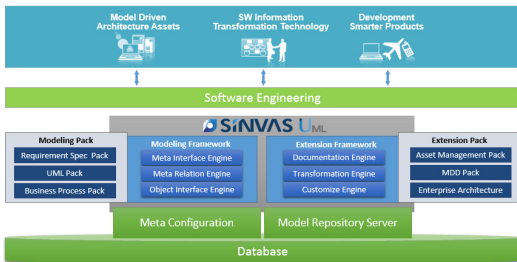 Model Driven
Architecture Assets
SW Information
Transformation Technology
Development
Smarter Products
Software Engineering
SINVAS UML
Modeling Pack
Requirement Spec Pack
UML Pack
Business Process Pack
Modeling Framework
Meta Interface Engine
Meta Relation Engine
Object Interface Engine
Extension Framework
Documentation Engine
Transformation Engine
Customize Engine
Extension Pack
Asset Management Pack
MDD Pack
Enterprise Architecture
Meta Configuration
Model Repository Server
Database